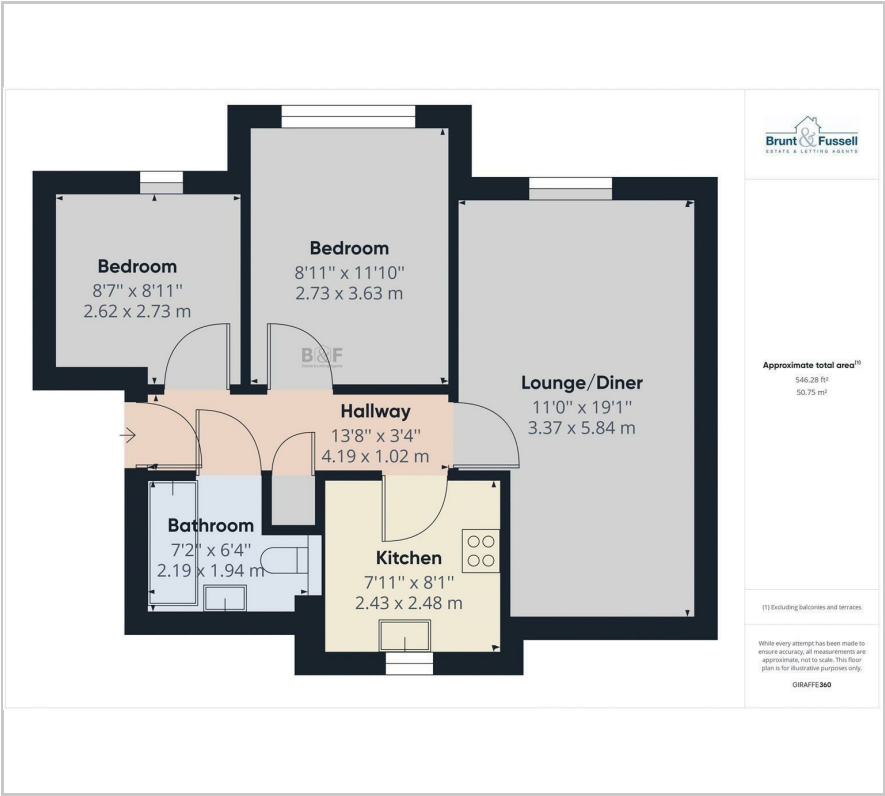 Bedroom
8'7'' x 8'11''
2.62 x 2.73 m
Bedroom
8'11'' x 11'10''
2.73 x 3.63 m
B&F
Lounge/Diner
11'0'' x 19'1''
3.37 x 5.84 m
Hallway
13'8'' x 3'4''
4.19 x 1.02 m
Bathroom
7'2'' x 6'4''
2.19 x 1.94 m
Kitchen
7'11'' x 8'1''
2.43 x 2.48 m
Brunt & Fussell
ESTATE & LETTING AGENTS
Approximate total area(1)
546.28 ft²
50.75 m²
(1) Excluding balconies and terraces
While every attempt has been made to
ensure accuracy, all measurements are
approximate, not to scale. This floor
plan is for illustrative purposes only.
GIRAFFE360